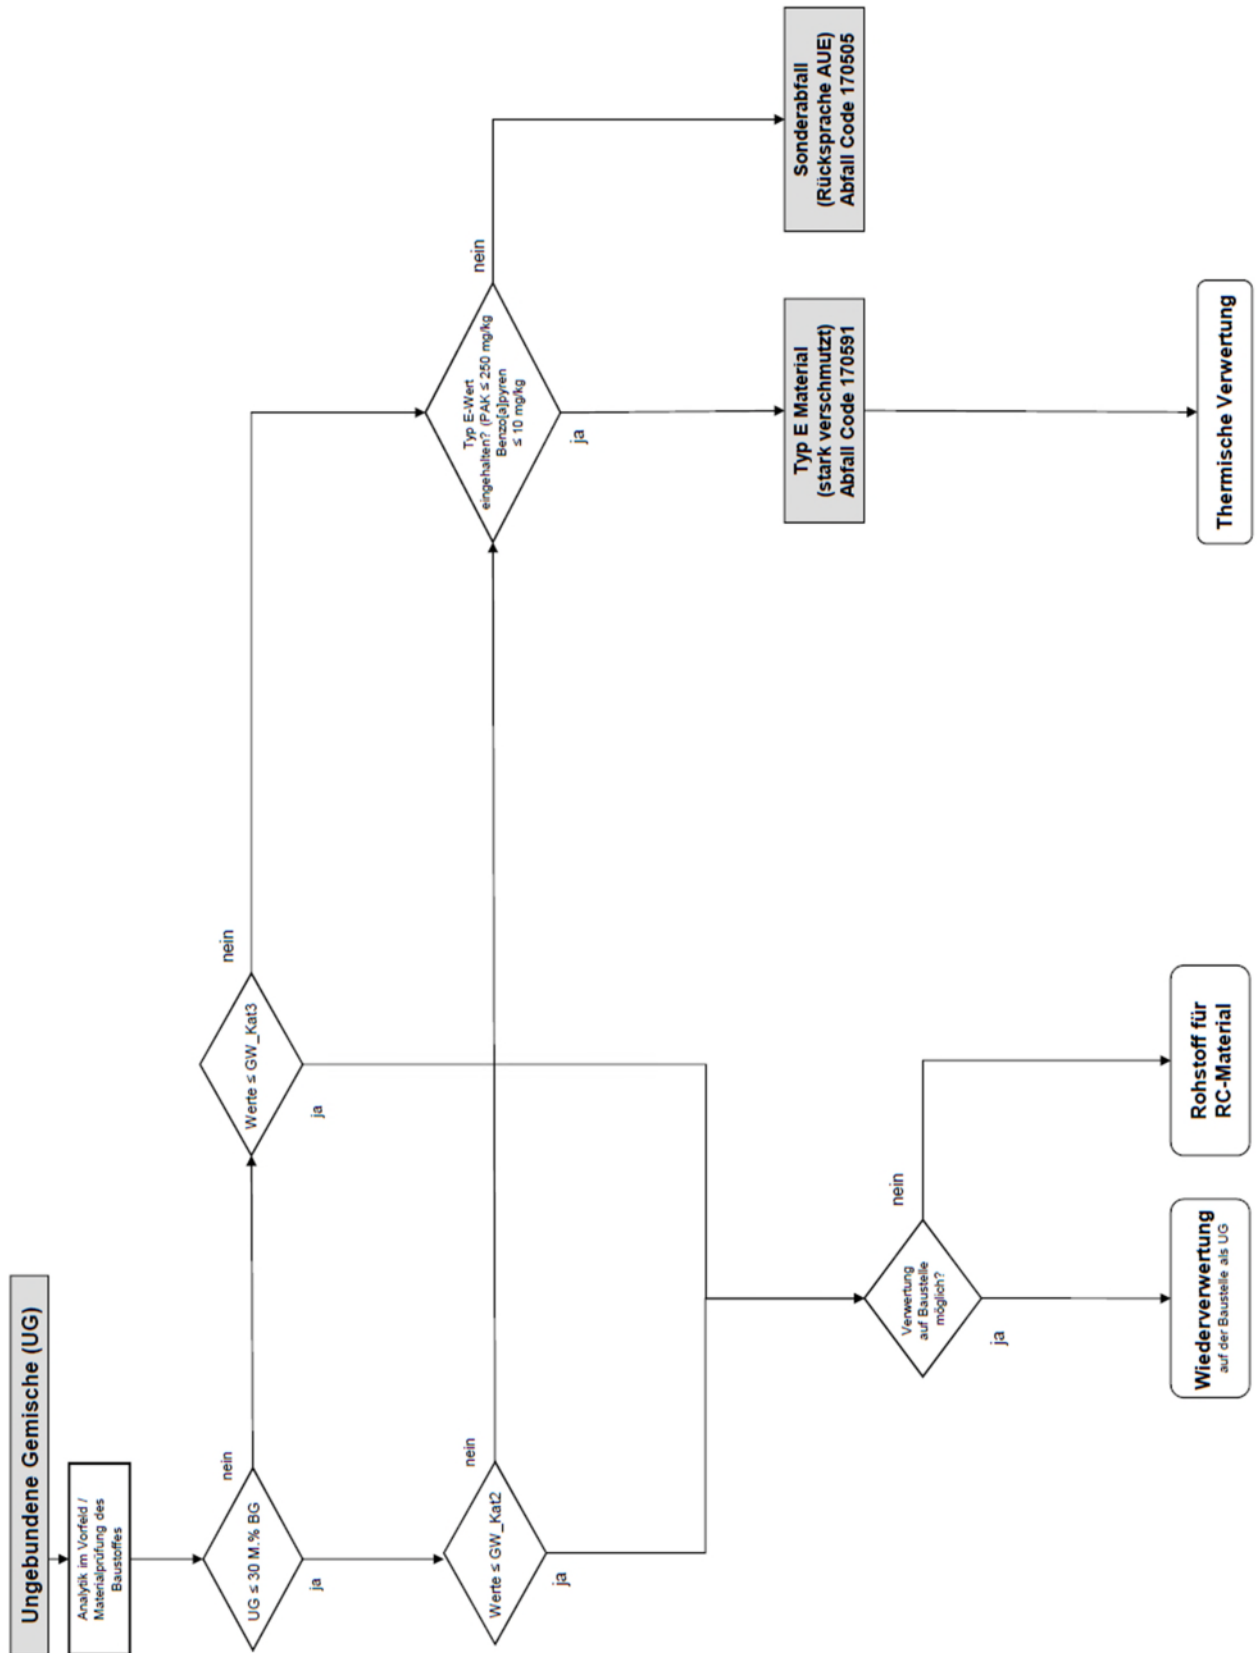 Ungebundene Gemische (UG)
Analytik im Vorfeld /
Materialprüfung des
Baustoffes
UG ≤ 30 M.% BG
nein
ja
Werte ≤ GW_Kat3
nein
ja
Werte ≤ GW_Kat2
nein
ja
Typ E-Wert
eingehalten? (PAK ≤ 250 mg/kg
Benzo[a]pyren
≤ 10 mg/kg
nein
ja
Verwertung
auf Baustelle
möglich?
nein
ja
Typ E Material
(stark verschmutzt)
Abfall Code 170591
Sonderabfall
(Rücksprache AUE)
Abfall Code 170505
Wiederverwertung
auf der Baustelle als UG
Rohstoff für
RC-Material
Thermische Verwertung